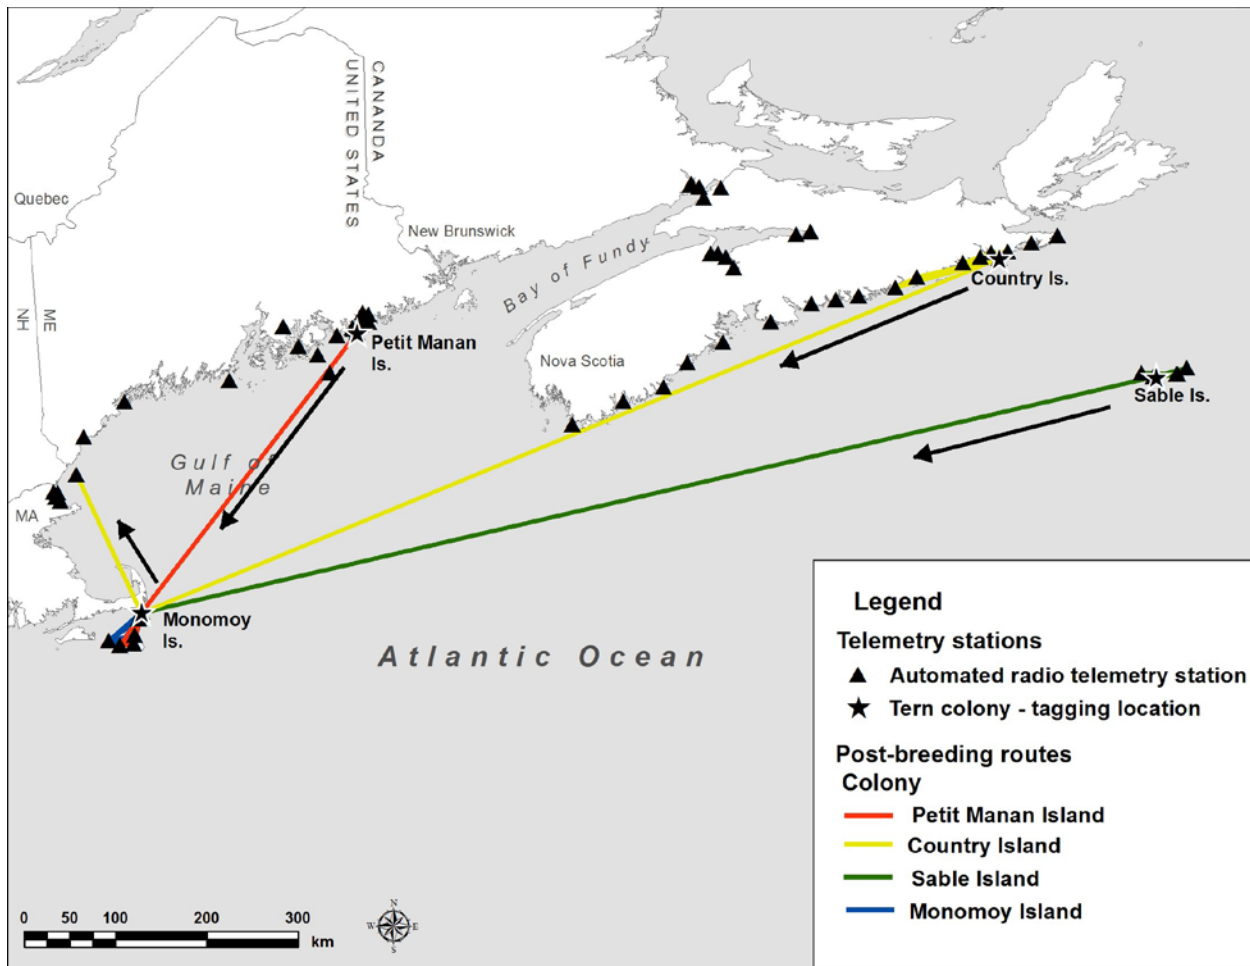 CANANDA
UNITED STATES
Quebec
New Brunswick
ME
NH
Bay of Fundy
Country Is.
Petit Manan
Is.
Nova Scotia
Sable Is.
Gulf of
Maine
MA
Monomoy
Is.
Atlantic Ocean
Legend
Telemetry stations
Automated radio telemetry station
Tern colony - tagging location
Post-breeding routes
Colony
Petit Manan Island
Country Island
Sable Island
Monomoy Island
0 50 100 200 300
km
N
W E
S